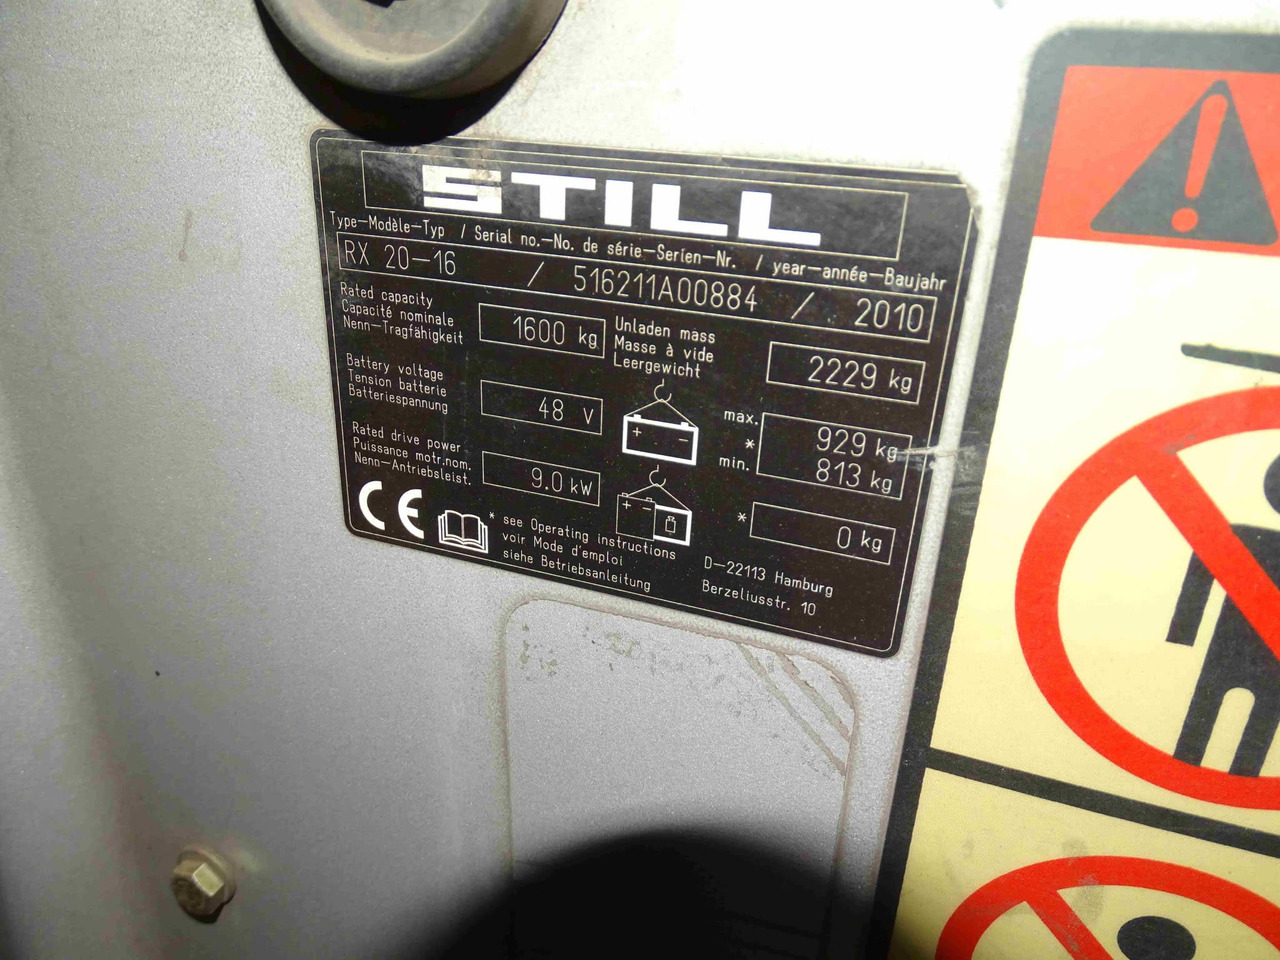 STILL
Type–Modèle–Typ / Serial no.–No. de série–Serien–Nr. / year–année–Baujahr
RX 20–16 / 516211A00884 / 2010
Rated capacity
Capacité nominale
Nenn–Tragfähigkeit
1600 kg
Unladen mass
Masse à vide
Leergewicht
2229 kg
Battery voltage
Tension batterie
Batteriespannung
48 V
max. 929 kg
*
min. 813 kg
Rated drive power
Puissance motr.nom.
Nenn–Antriebsleist.
9.0 kW
* 0 kg
CE
* see Operating instructions
voir Mode d'emploi
siehe Betriebsanleitung
D–22113 Hamburg
Berzeliusstr. 10